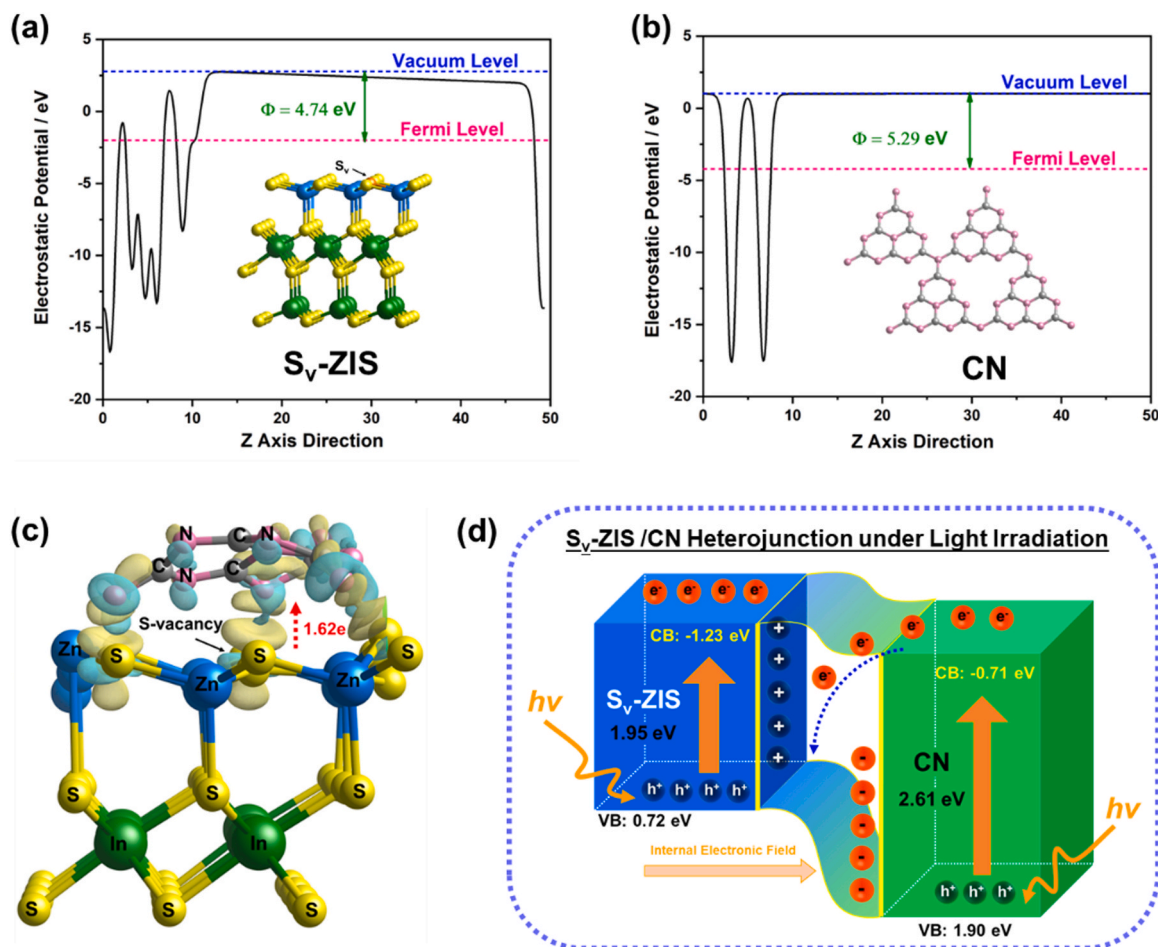 (a)
5
0
-5
-10
-15
-20
Electrostatic Potential / eV
Vacuum Level
Φ = 4.74 eV
Fermi Level
Sv
Sv-ZIS
0 10 20 30 40 50
Z Axis Direction
(b)
5
0
-5
-10
-15
-20
Electrostatic Potential / eV
Vacuum Level
Φ = 5.29 eV
Fermi Level
CN
0 10 20 30 40 50
Z Axis Direction
(c)
N C N
C N C
S-vacancy
1.62e
Zn S S S
Zn Zn
S S S
In In
S S S
(d)
Sv-ZIS /CN Heterojunction under Light Irradiation
e- e- e- e-
e- e- e-
e-
e-
CB: -1.23 eV
CB: -0.71 eV
+
+
+
+
+
Sv-ZIS
1.95 eV
hv
CN
2.61 eV
hv
h+ h+ h+ h+
VB: 0.72 eV
-
-
-
-
-
Internal Electronic Field
h+ h+ h+
VB: 1.90 eV